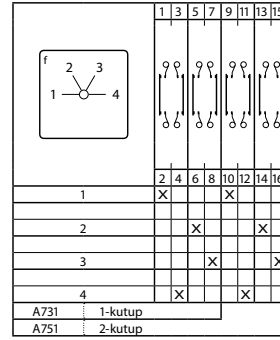 1 3 5 7 9 11 13 15
f
2 3
1 4
2 4 6 8 10 12 14 16
1 X X
2 X X
3 X X
4 X X
A731 1-kutup
A751 2-kutup